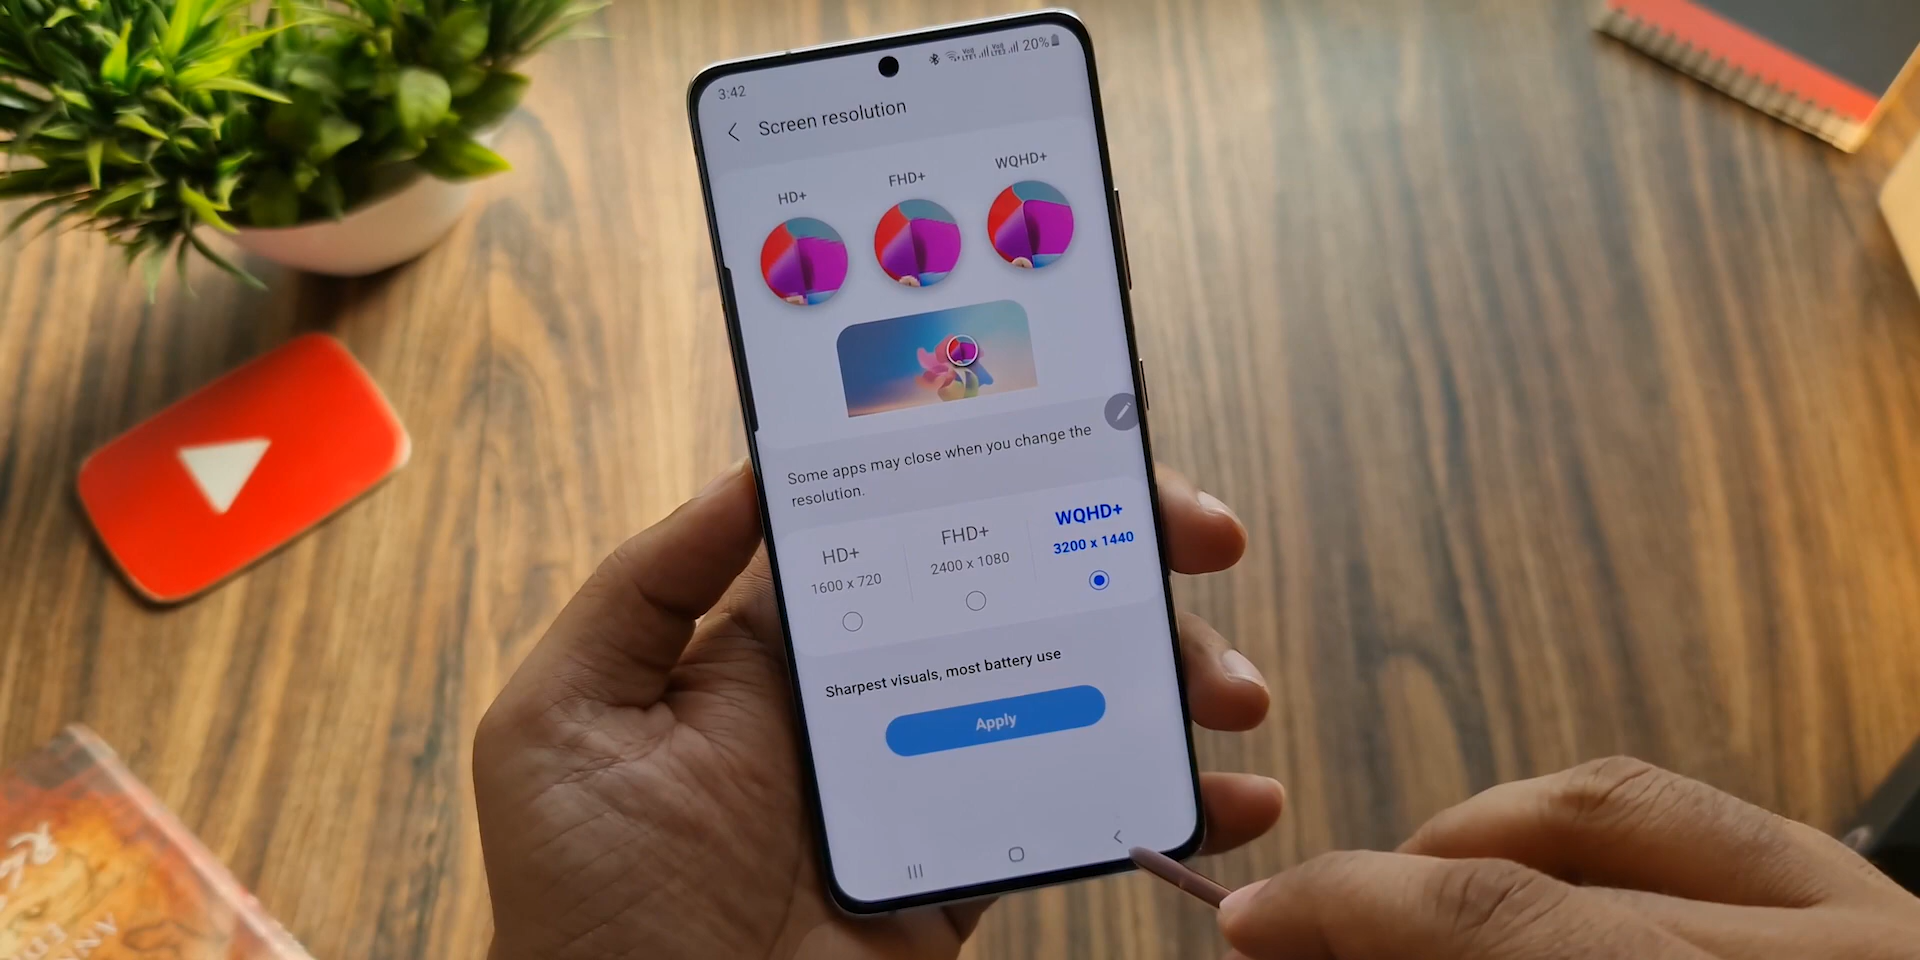 3:42
20%
Screen resolution
HD+
FHD+
WQHD+
Some apps may close when you change the
resolution.
HD+
1600 x 720
FHD+
2400 x 1080
WQHD+
3200 x 1440
Sharpest visuals, most battery use
Apply